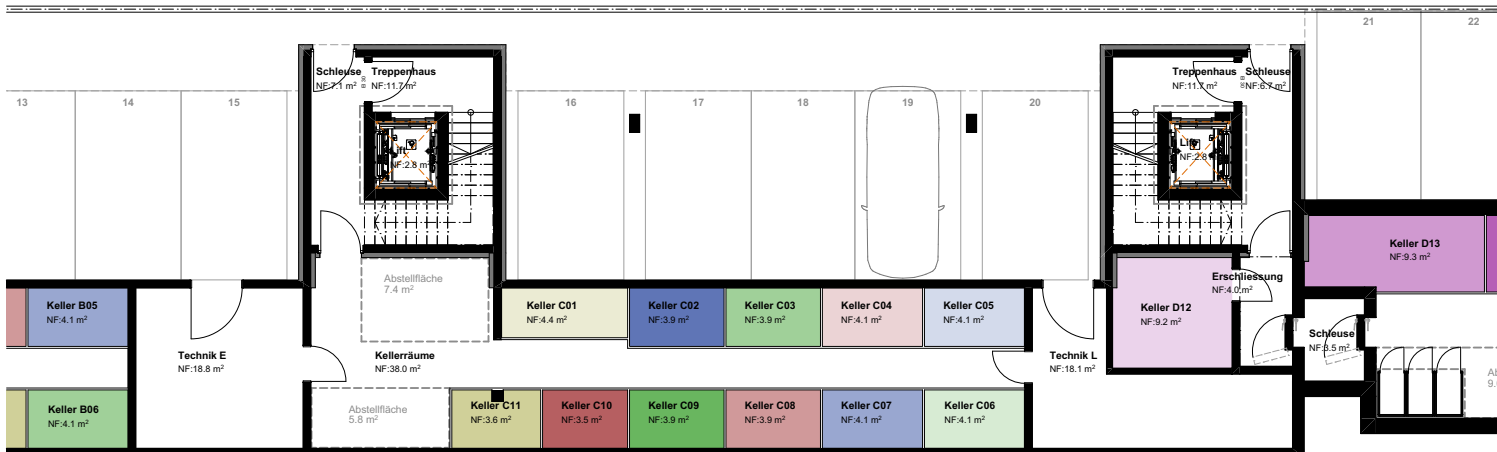 21
22
Schleuse
NF:7.1 m²
Treppenhaus
NF:11.7 m²
Treppenhaus
NF:11.7 m²
Schleuse
NF:6.7 m²
13
14
15
16
17
18
19
20
Lift
NF:2.8 m²
Lift
NF:2.8
Keller D13
NF:9.3 m²
Abstellfläche
7.4 m²
Erschliessung
NF:4.0 m²
Keller B05
NF:4.1 m²
Keller C01
NF:4.4 m²
Keller C02
NF:3.9 m²
Keller C03
NF:3.9 m²
Keller C04
NF:4.1 m²
Keller C05
NF:4.1 m²
Keller D12
NF:9.2 m²
Schleuse
NF:3.5 m²
Technik E
NF:18.8 m²
Kellerräume
NF:38.0 m²
Technik L
NF:18.1 m²
Keller B06
NF:4.1 m²
Abstellfläche
5.8 m²
Keller C11
NF:3.6 m²
Keller C10
NF:3.5 m²
Keller C09
NF:3.9 m²
Keller C08
NF:3.9 m²
Keller C07
NF:4.1 m²
Keller C06
NF:4.1 m²